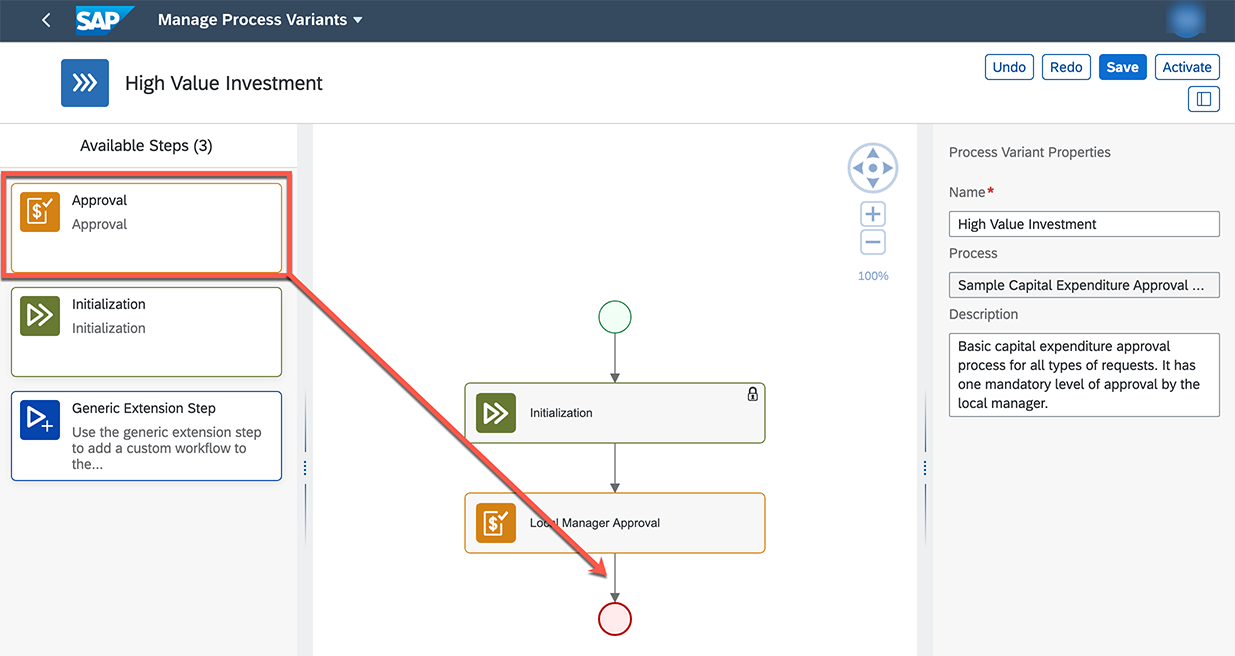 SAP Manage Process Variants
High Value Investment
Undo Redo Save Activate
Available Steps (3)
Approval
Approval
Initialization
Initialization
Generic Extension Step
Use the generic extension step
to add a custom workflow to
the...
100%
Initialization
Local Manager Approval
Process Variant Properties
Name*
High Value Investment
Process
Sample Capital Expenditure Approval ...
Description
Basic capital expenditure approval
process for all types of requests. It has
one mandatory level of approval by the
local manager.